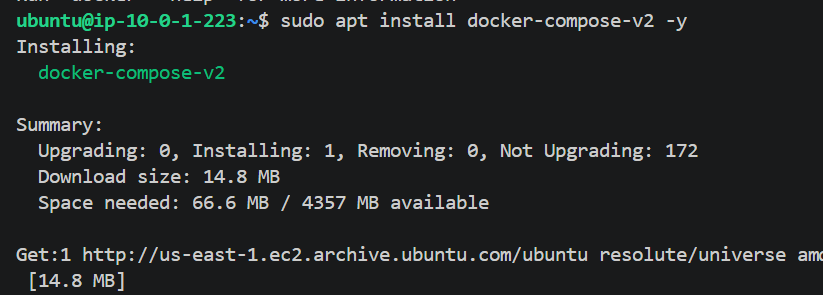 ubuntu@ip-10-0-1-223:~$ sudo apt install docker-compose-v2 -y
Installing:
docker-compose-v2
Summary:
Upgrading: 0, Installing: 1, Removing: 0, Not Upgrading: 172
Download size: 14.8 MB
Space needed: 66.6 MB / 4357 MB available
Get:1 http://us-east-1.ec2.archive.ubuntu.com/ubuntu resolute/universe
[14.8 MB]